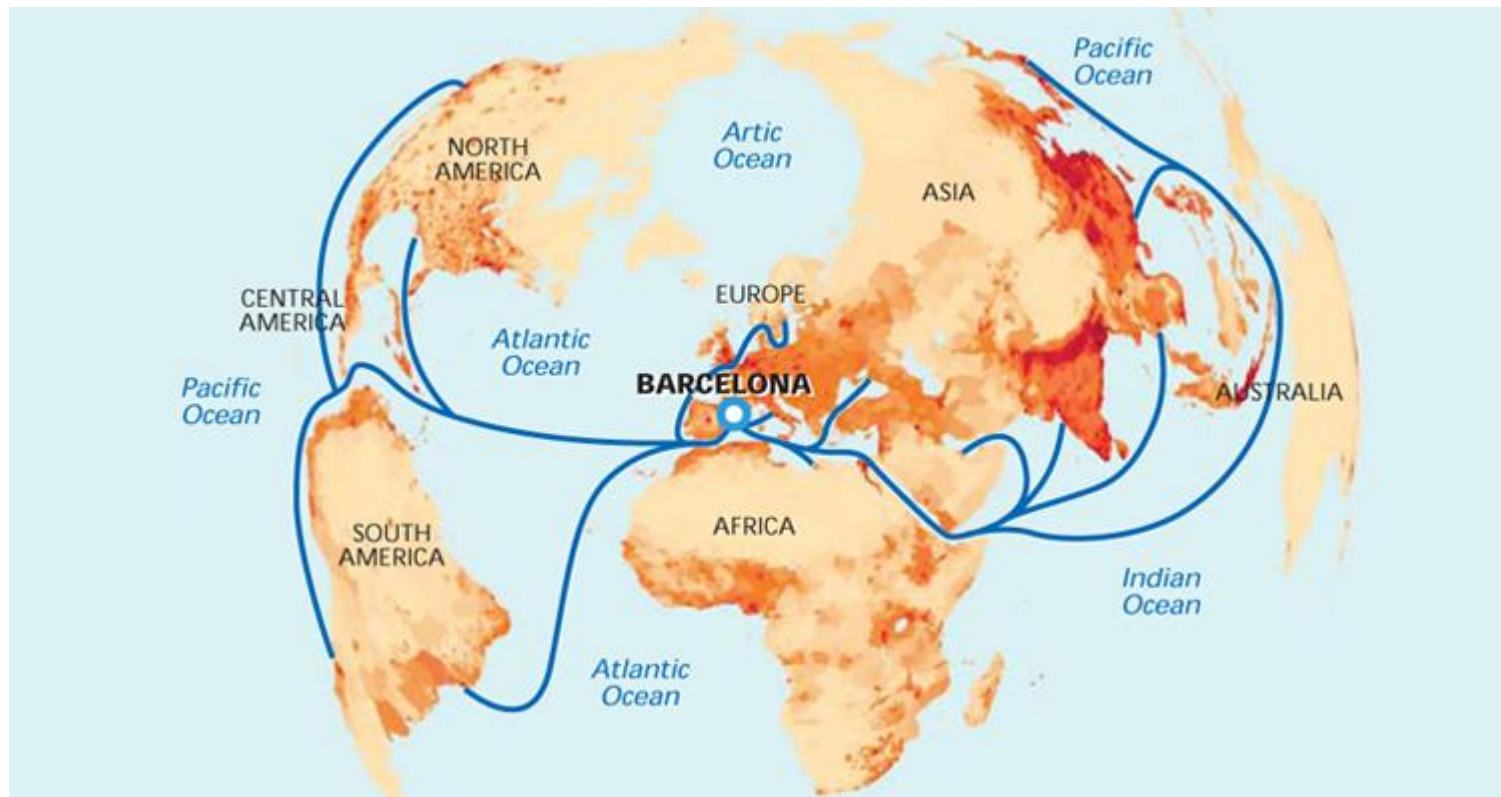 Pacific
Ocean
Artic
Ocean
NORTH
AMERICA
ASIA
CENTRAL
AMERICA
EUROPE
Atlantic
Ocean
BARCELONA
Pacific
Ocean
AUSTRALIA
SOUTH
AMERICA
AFRICA
Indian
Ocean
Atlantic
Ocean